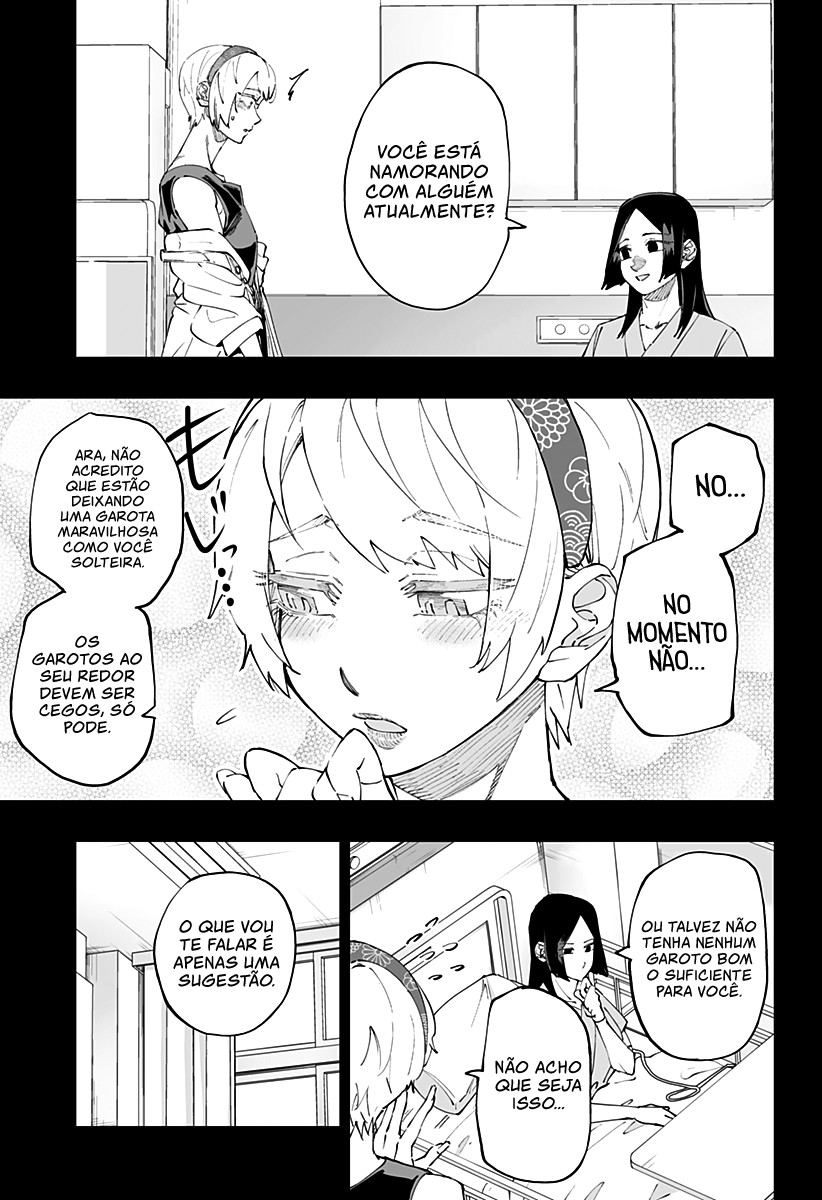 VOCÊ ESTÁ
NAMORANDO
COM ALGUÉM
ATUALMENTE?
NO...
NO
MOMENTO
NÃO...
もじ…
ARA, NÃO
ACREDITO
QUE ESTÃO
DEIXANDO
UMA GAROTA
MARAVILHOSA
COMO VOCÊ
SOLTEIRA.
OS
GAROTOS AO
SEU REDOR
DEVEM SER
CEGOS, SÓ
PODE.
OU TALVEZ NÃO
TENHA NENHUM
GAROTO BOM
O SUFICIENTE
PARA VOCÊ.
NÃO ACHO
QUE SEJA
ISSO...
O QUE VOU
TE FALAR É
APENAS UMA
SUGESTÃO.